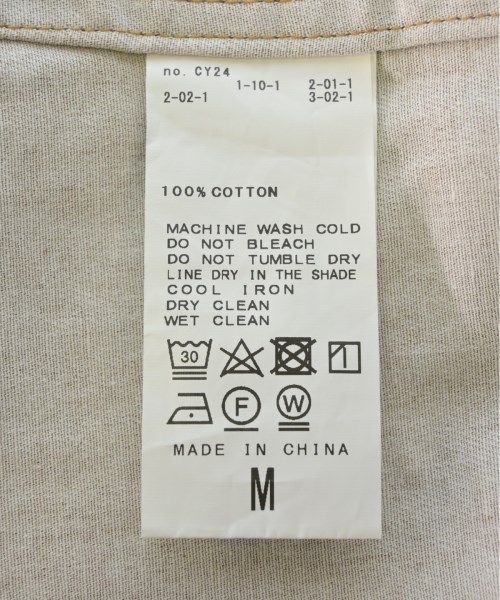 no. CY24
1-10-1 2-01-1
2-02-1 3-02-1
100% COTTON
MACHINE WASH COLD
DO NOT BLEACH
DO NOT TUMBLE DRY
LINE DRY IN THE SHADE
COOL IRON
DRY CLEAN
WET CLEAN
30
F W
MADE IN CHINA
M